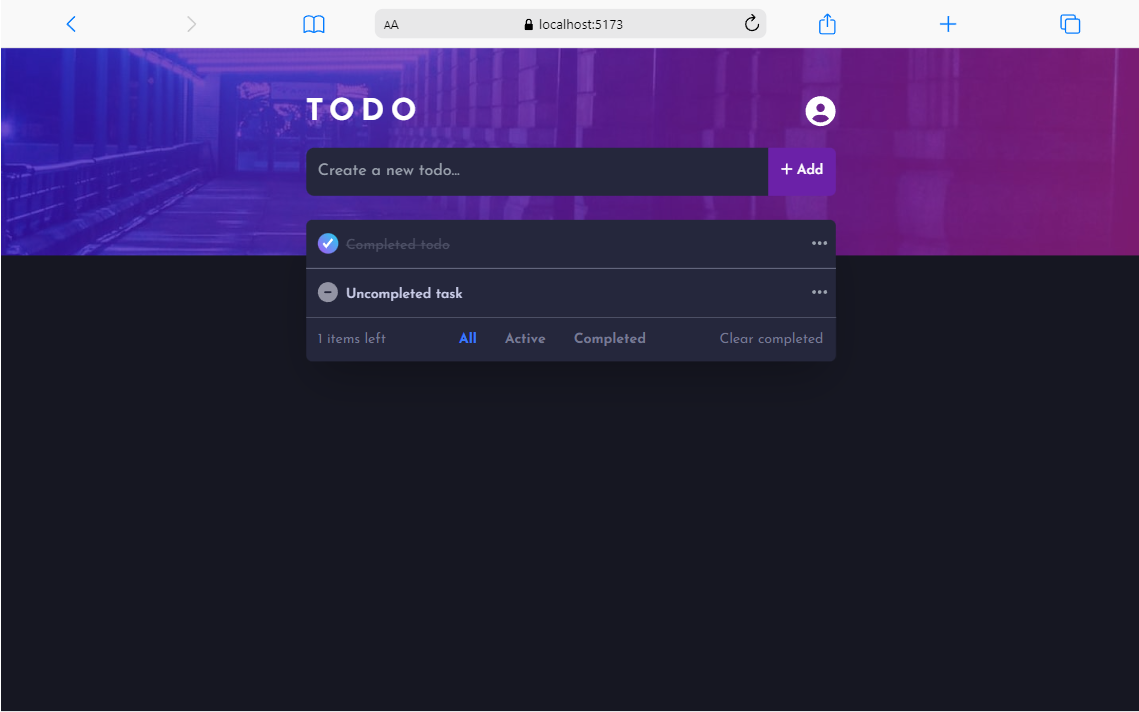 AA localhost:5173
TODO
Create a new todo... + Add
Completed todo
Uncompleted task
1 items left All Active Completed Clear completed